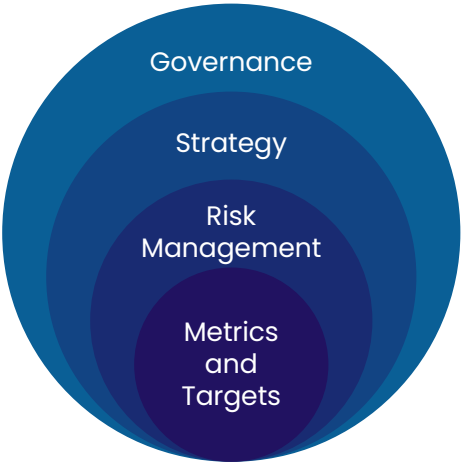 Governance
Strategy
Risk
Management
Metrics
and
Targets